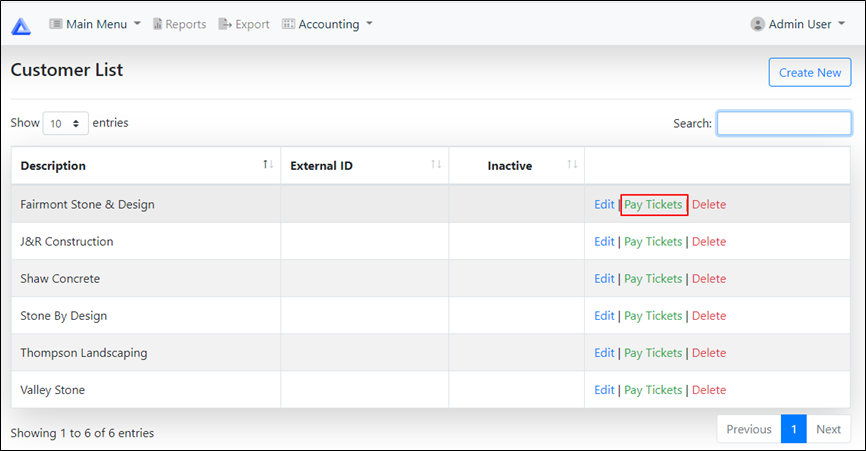 Main Menu Reports Export Accounting Admin User
Customer List Create New
Show 10 entries Search:
Description External ID Inactive
Fairmont Stone & Design Edit | Pay Tickets | Delete
J&R Construction Edit | Pay Tickets | Delete
Shaw Concrete Edit | Pay Tickets | Delete
Stone By Design Edit | Pay Tickets | Delete
Thompson Landscaping Edit | Pay Tickets | Delete
Valley Stone Edit | Pay Tickets | Delete
Showing 1 to 6 of 6 entries Previous 1 Next